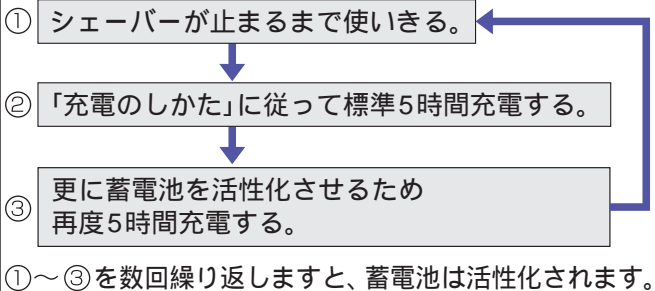 ① シェーバーが止まるまで使いきる。
② 「充電のしかた」に従って標準5時間充電する。
③ 更に蓄電池を活性化させるため
再度5時間充電する。
①～③を数回繰り返しますと、蓄電池は活性化されます。